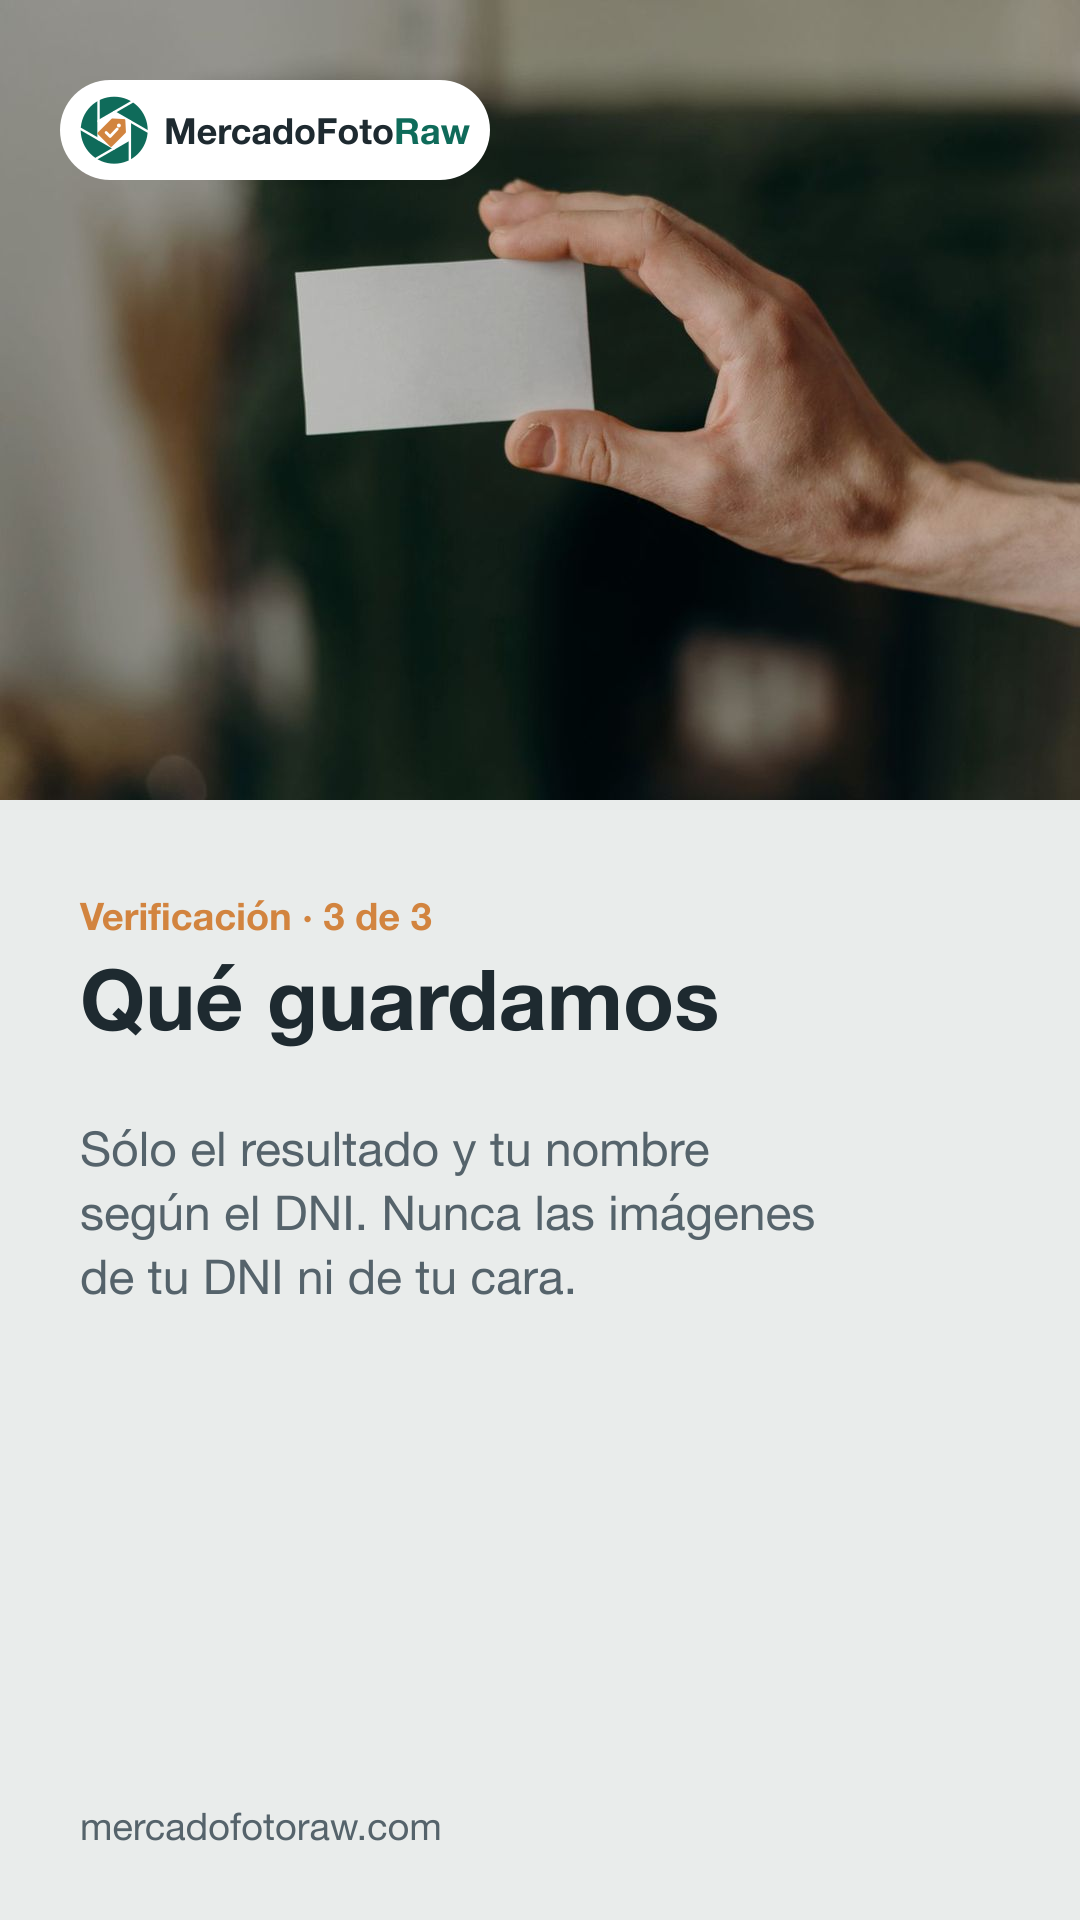 MercadoFotoRaw
Verificación · 3 de 3
Qué guardamos
Sólo el resultado y tu nombre
según el DNI. Nunca las imágenes
de tu DNI ni de tu cara.
mercadofotoraw.com